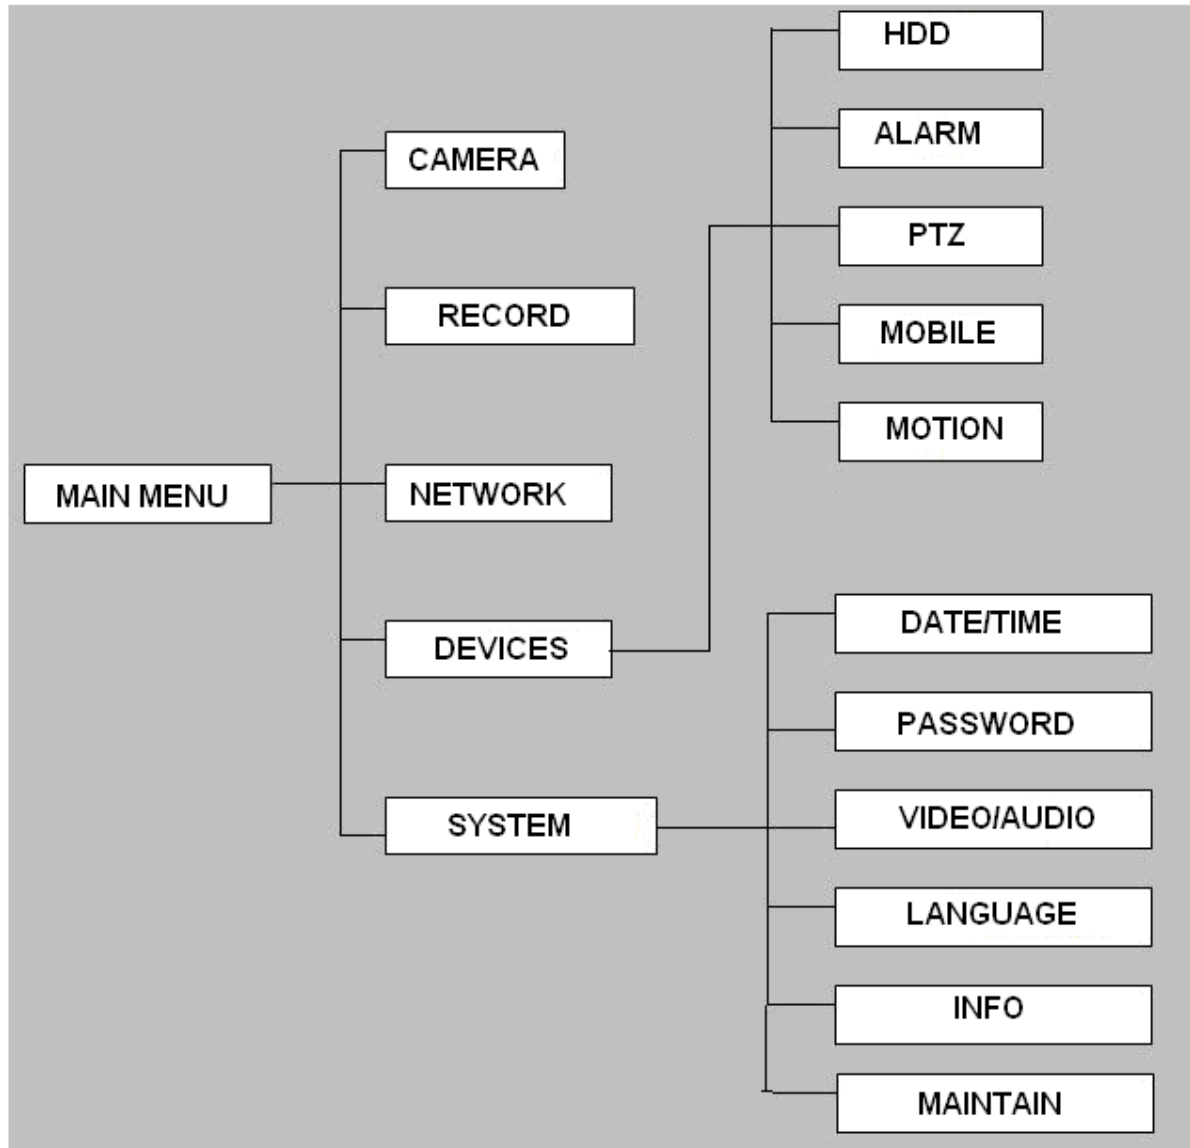 MAIN MENU
CAMERA
RECORD
NETWORK
DEVICES
SYSTEM
HDD
ALARM
PTZ
MOBILE
MOTION
DATE/TIME
PASSWORD
VIDEO/AUDIO
LANGUAGE
INFO
MAINTAIN